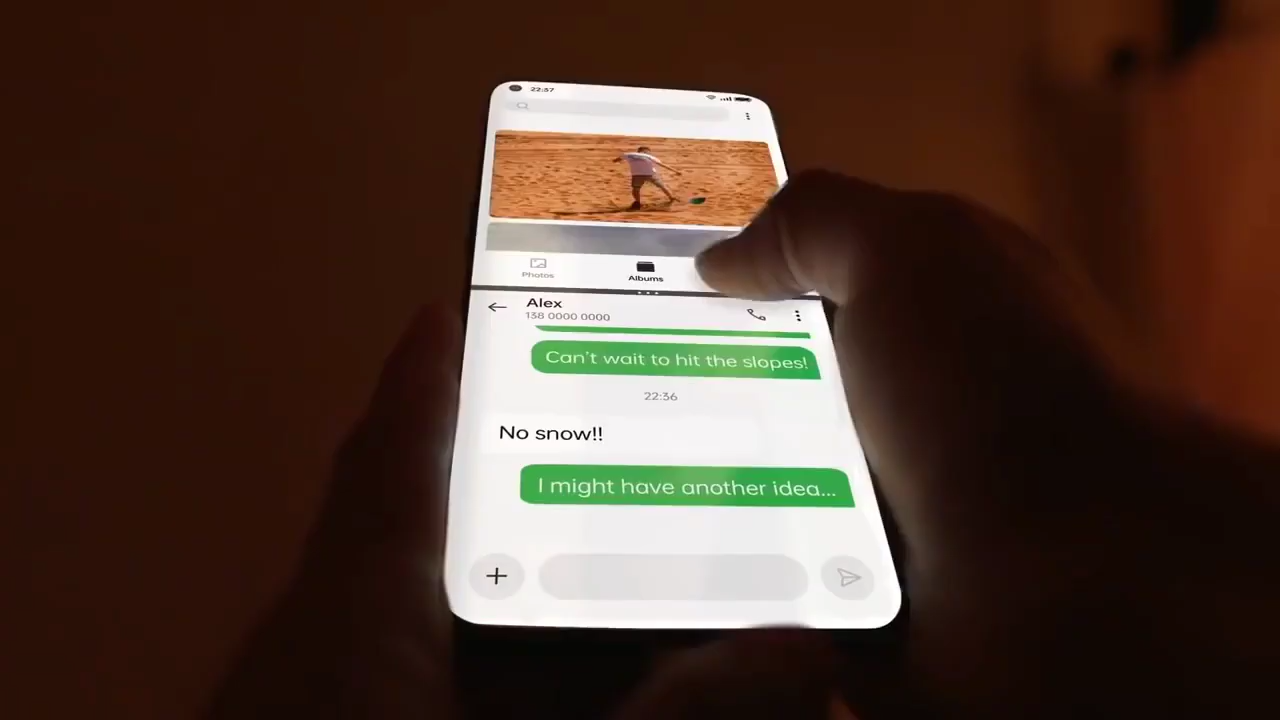 22:37
Photos
Albums
Alex
138 0000 0000
Can't wait to hit the slopes!
22:36
No snow!!
I might have another idea...